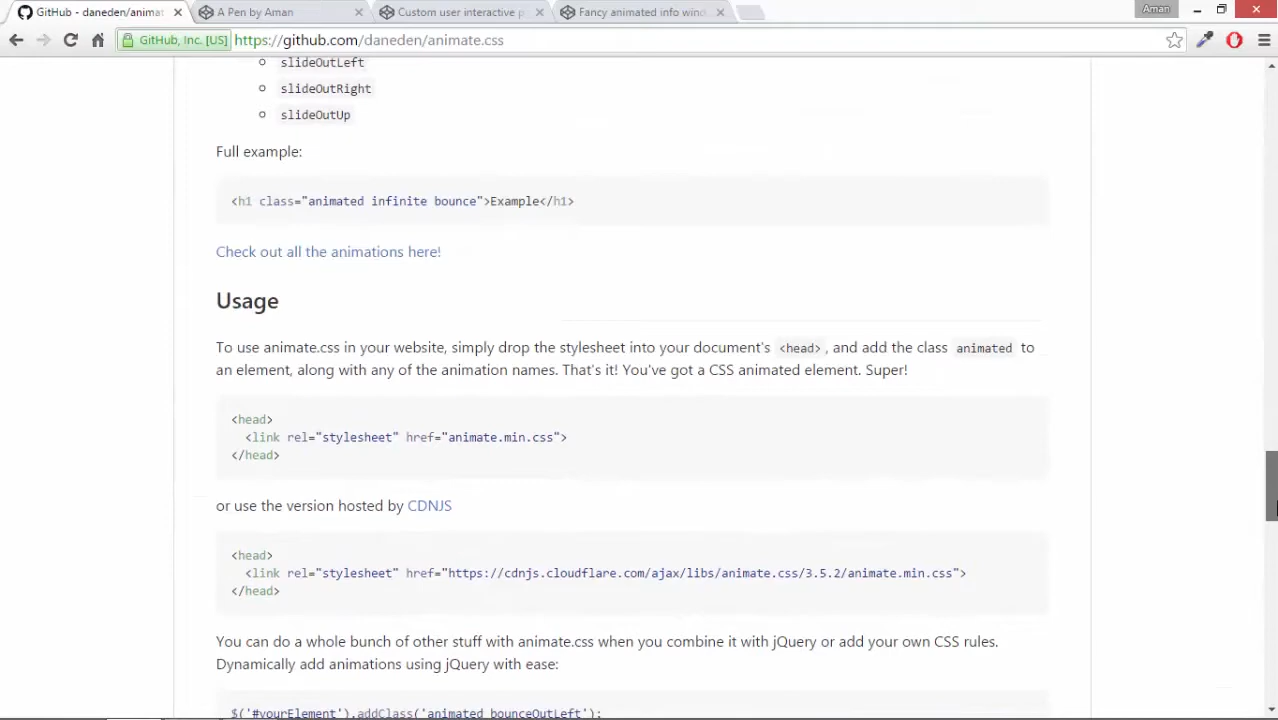 GitHub - daneden/animat
A Pen by Aman
Custom user interactive p
Fancy animated info wind
Aman
GitHub, Inc. [US]
https://github.com/daneden/animate.css
slideOutLeft
slideOutRight
slideOutUp
Full example:
<h1 class="animated infinite bounce">Example</h1>
Check out all the animations here!
Usage
To use animate.css in your website, simply drop the stylesheet into your document's <head> , and add the class animated to
an element, along with any of the animation names. That's it! You've got a CSS animated element. Super!
<head>
<link rel="stylesheet" href="animate.min.css">
</head>
or use the version hosted by CDNJS
<head>
<link rel="stylesheet" href="https://cdnjs.cloudflare.com/ajax/libs/animate.css/3.5.2/animate.min.css">
</head>
You can do a whole bunch of other stuff with animate.css when you combine it with jQuery or add your own CSS rules.
Dynamically add animations using jQuery with ease:
$('#yourElement').addClass('animated bounceOutLeft');